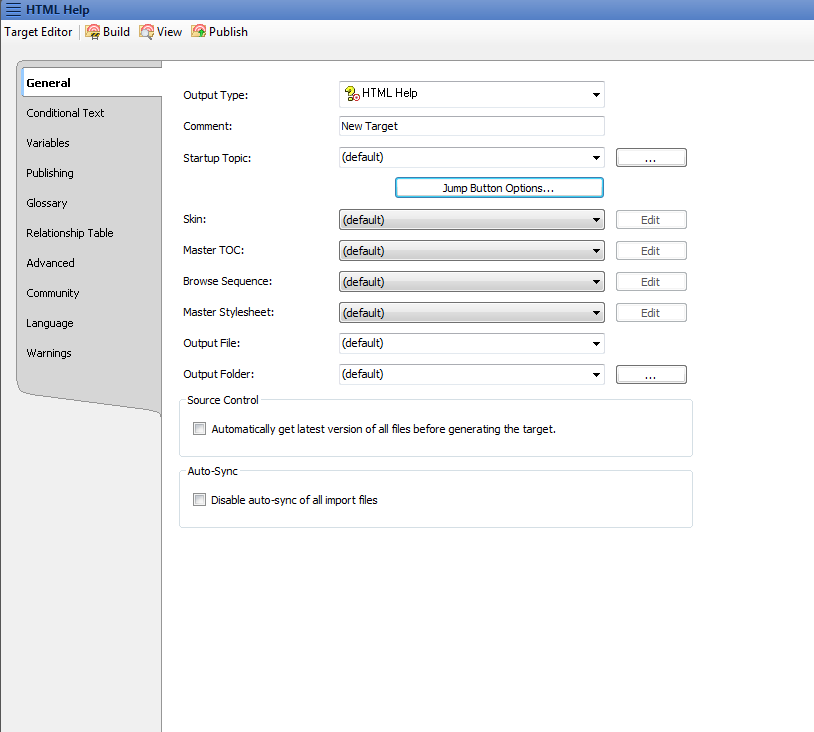 HTML Help
Target Editor Build View Publish
General
Conditional Text
Variables
Publishing
Glossary
Relationship Table
Advanced
Community
Language
Warnings
Output Type: HTML Help
Comment: New Target
Startup Topic: (default) ...
Jump Button Options...
Skin: (default) Edit
Master TOC: (default) Edit
Browse Sequence: (default) Edit
Master Stylesheet: (default) Edit
Output File: (default)
Output Folder: (default) ...
Source Control
Automatically get latest version of all files before generating the target.
Auto-Sync
Disable auto-sync of all import files